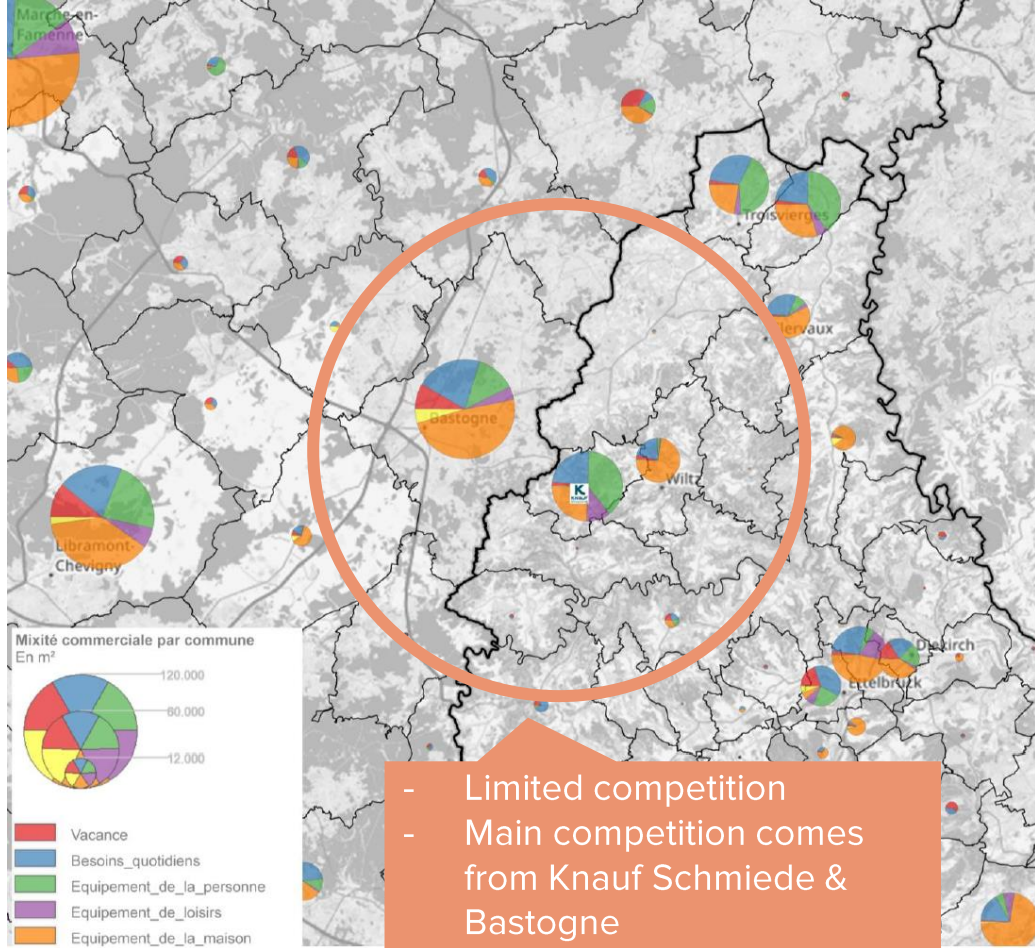 Marche-en-
Famenne
Troisvierges
Clervaux
Bastogne
K
KNAUF
Wiltz
Libramont-
Chevigny
Diekirch
Ettelbruck
Mixité commerciale par commune
En m²
120.000
60.000
12.000
Vacance
Besoins_quotidiens
Equipement_de_la_personne
Equipement_de_loisirs
Equipement_de_la_maison
- Limited competition
- Main competition comes
from Knauf Schmiede &
Bastogne